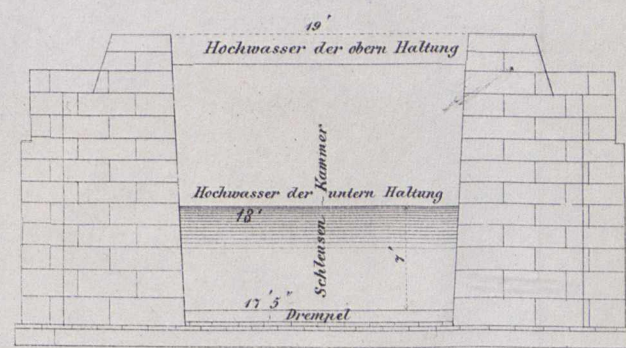 19'
Hochwasser der obern Haltung
Schleusen Kammer
Hochwasser der untern Haltung
18'
7'
17' 5"
Drempel